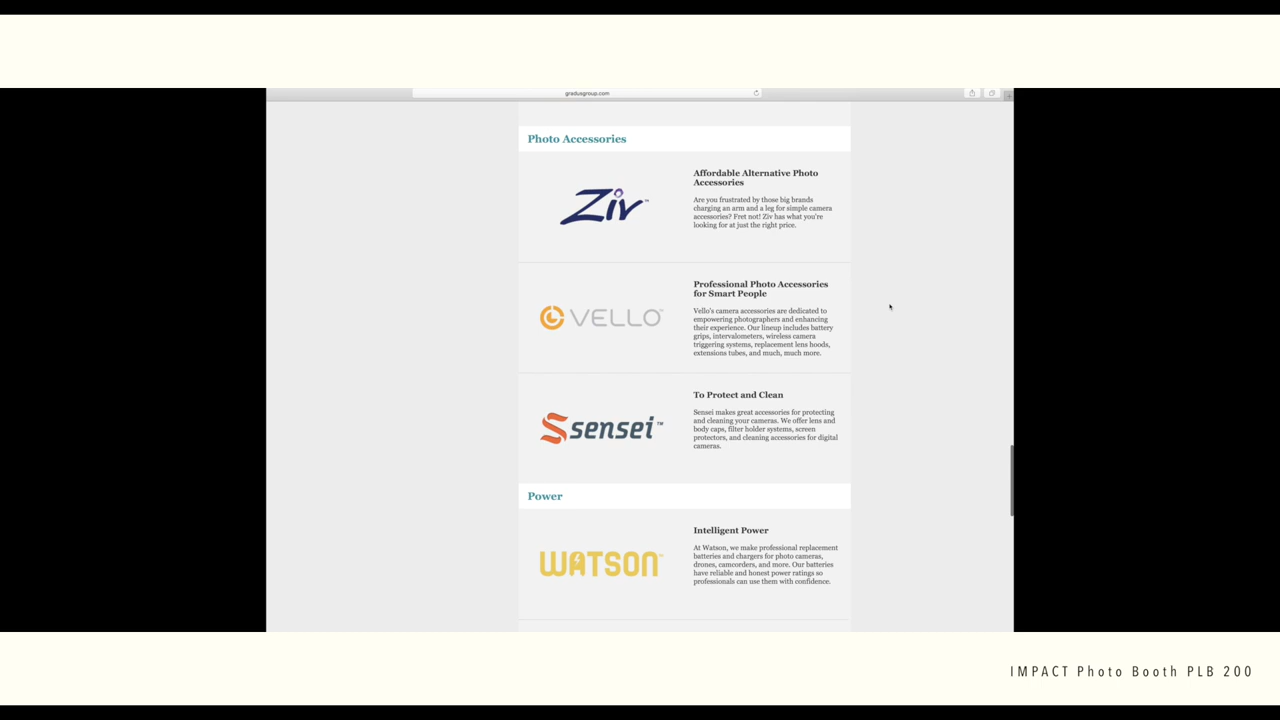 gradusgroup.com
Photo Accessories
Ziv™
Affordable Alternative Photo
Accessories
Are you frustrated by those big brands
charging an arm and a leg for simple camera
accessories? Fret not! Ziv has what you're
looking for at just the right price.
VELLO™
Professional Photo Accessories
for Smart People
Vello's camera accessories are dedicated to
empowering photographers and enhancing
their experience. Our lineup includes battery
grips, intervalometers, wireless camera
triggering systems, replacement lens hoods,
extensions tubes, and much, much more.
sensei™
To Protect and Clean
Sensei makes great accessories for protecting
and cleaning your cameras. We offer lens and
body caps, filter holder systems, screen
protectors, and cleaning accessories for digital
cameras.
Power
WATSON™
Intelligent Power
At Watson, we make professional replacement
batteries and chargers for photo cameras,
drones, camcorders, and more. Our batteries
have reliable and honest power ratings so
professionals can use them with confidence.
IMPACT Photo Booth PLB 200